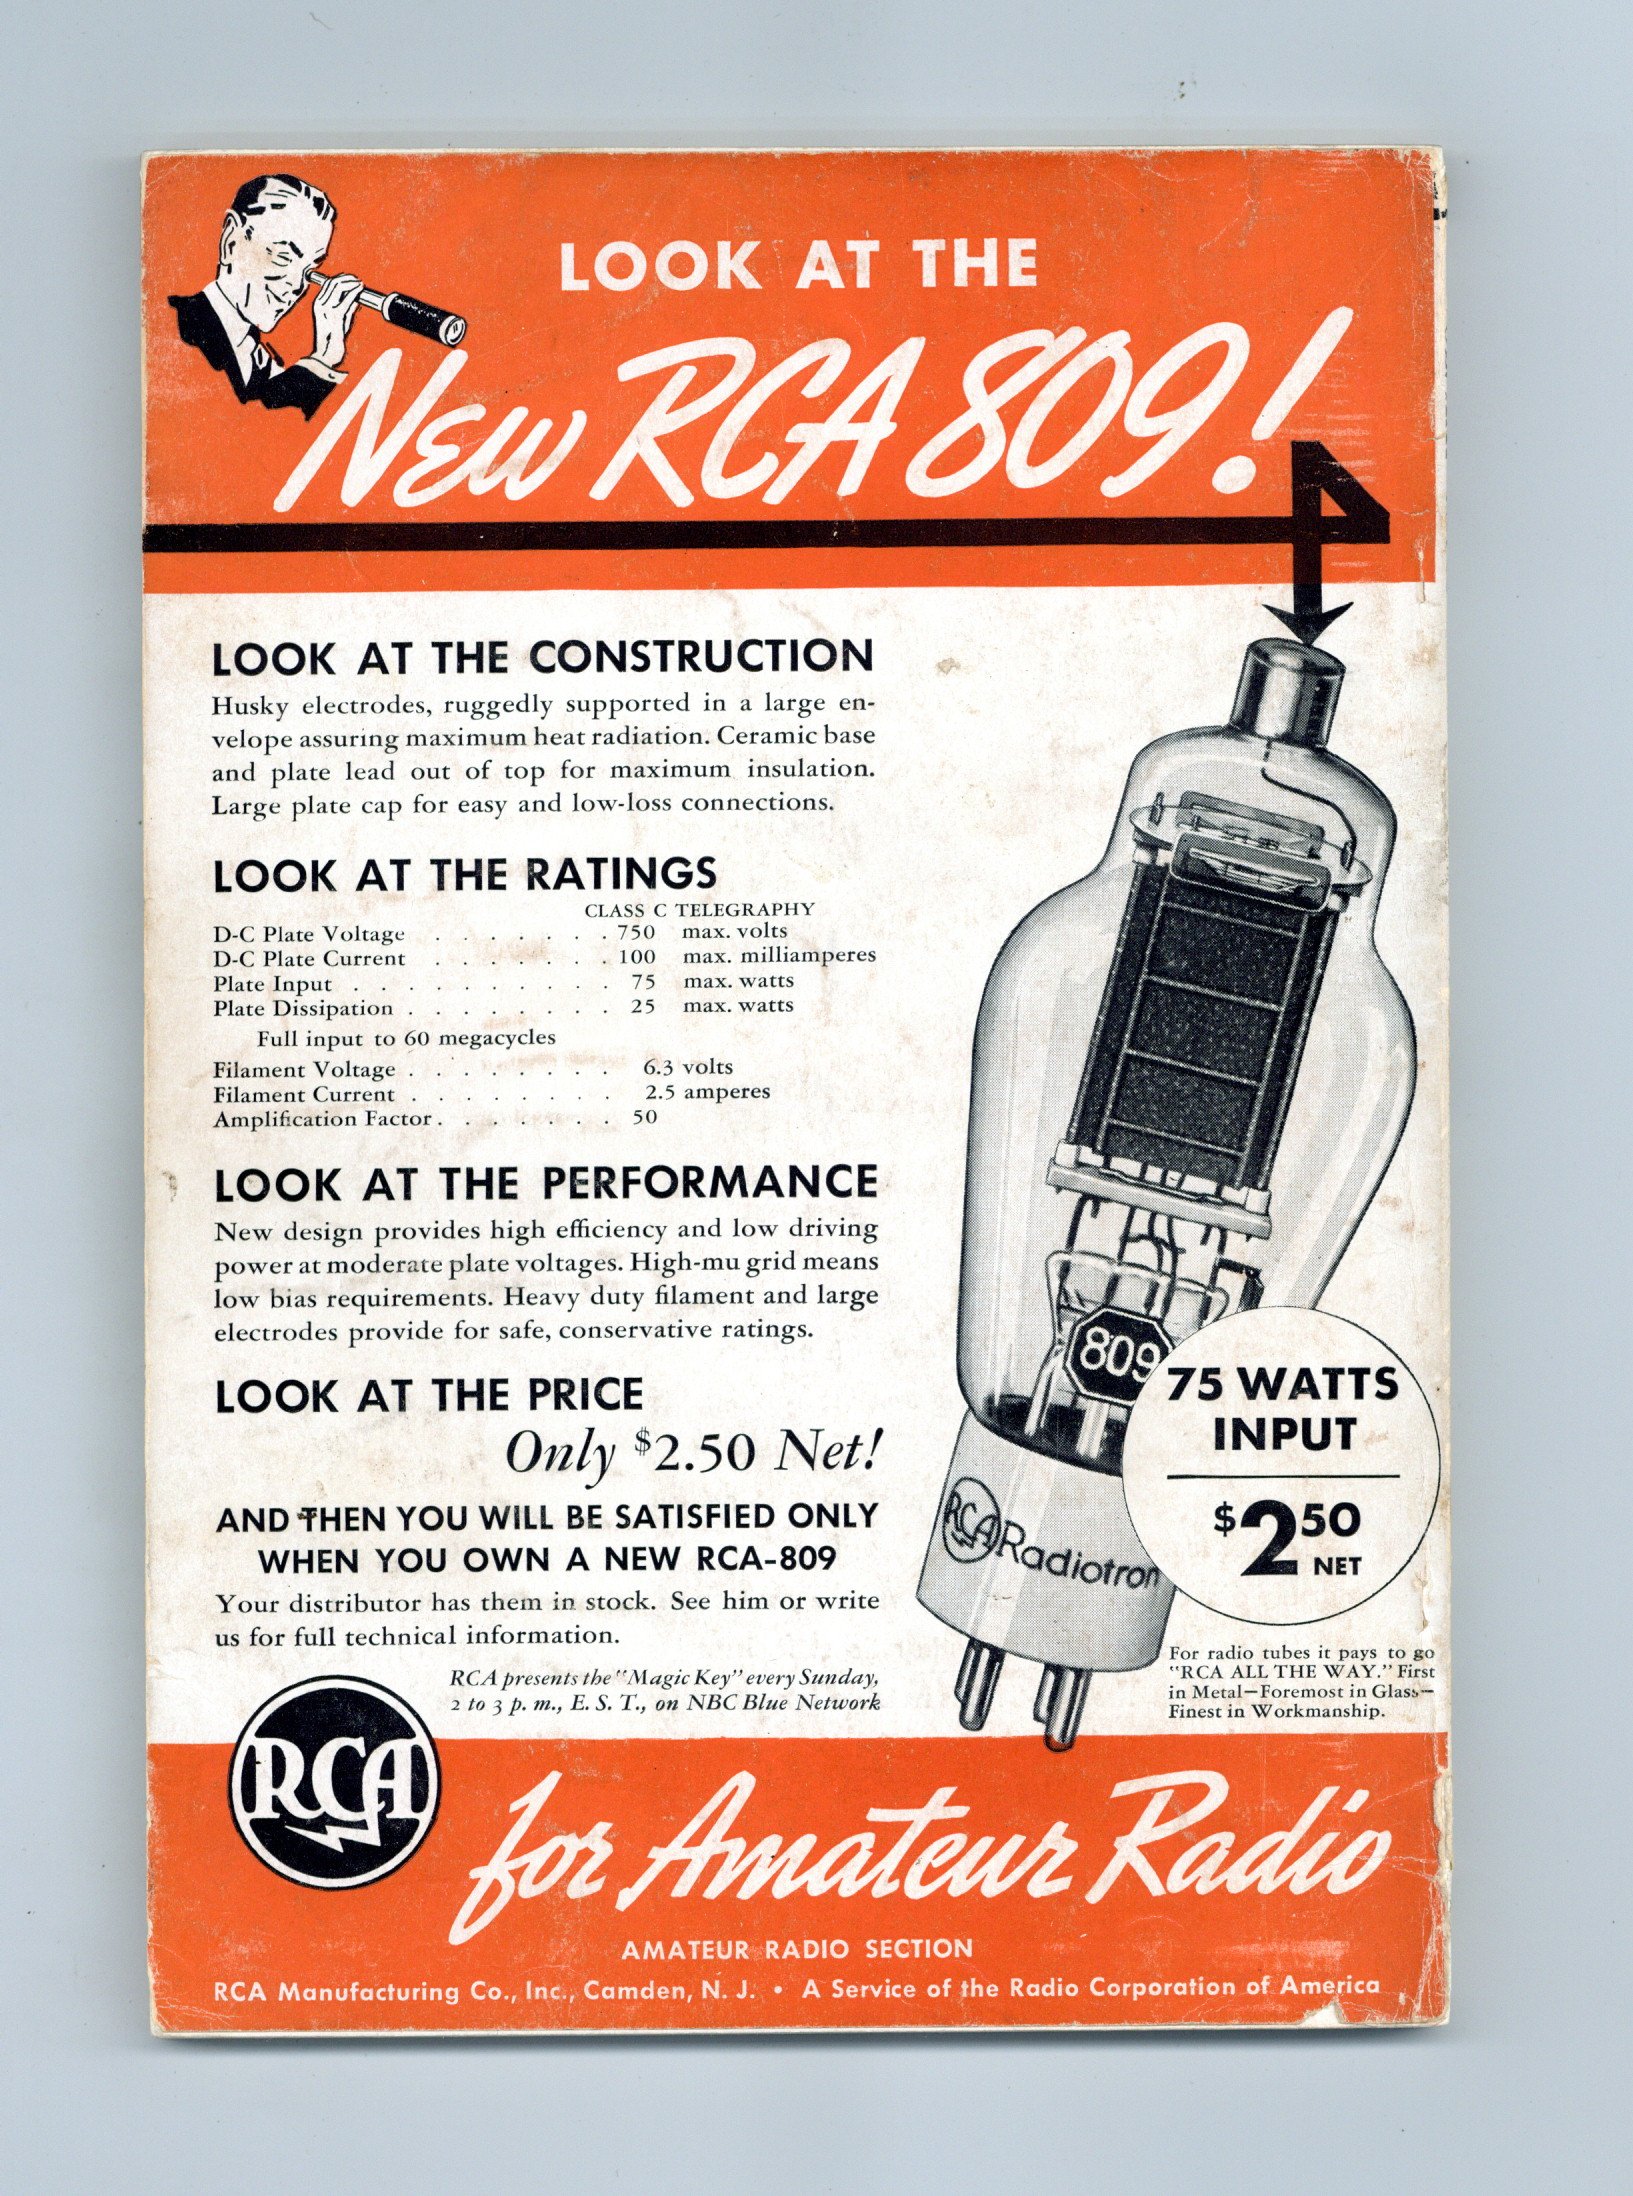 LOOK AT THE
New RCA 809!
LOOK AT THE CONSTRUCTION
Husky electrodes, ruggedly supported in a large en-
velope assuring maximum heat radiation. Ceramic base
and plate lead out of top for maximum insulation.
Large plate cap for easy and low-loss connections.
LOOK AT THE RATINGS
CLASS C TELEGRAPHY
D-C Plate Voltage . . . . . . . 750 max. volts
D-C Plate Current . . . . . . . 100 max. milliamperes
Plate Input . . . . . . . . . . 75 max. watts
Plate Dissipation . . . . . . . . 25 max. watts
Full input to 60 megacycles
Filament Voltage . . . . . . . . 6.3 volts
Filament Current . . . . . . . . 2.5 amperes
Amplification Factor . . . . . . . 50
LOOK AT THE PERFORMANCE
New design provides high efficiency and low driving
power at moderate plate voltages. High-mu grid means
low bias requirements. Heavy duty filament and large
electrodes provide for safe, conservative ratings.
LOOK AT THE PRICE
Only $2.50 Net!
AND THEN YOU WILL BE SATISFIED ONLY
WHEN YOU OWN A NEW RCA-809
Your distributor has them in stock. See him or write
us for full technical information.
RCA presents the "Magic Key" every Sunday,
2 to 3 p. m., E. S. T., on NBC Blue Network
809
RCA Radiotron
75 WATTS
INPUT
$2.50
NET
For radio tubes it pays to go
"RCA ALL THE WAY." First
in Metal—Foremost in Glass—
Finest in Workmanship.
RCA
for Amateur Radio
AMATEUR RADIO SECTION
RCA Manufacturing Co., Inc., Camden, N. J. • A Service of the Radio Corporation of America